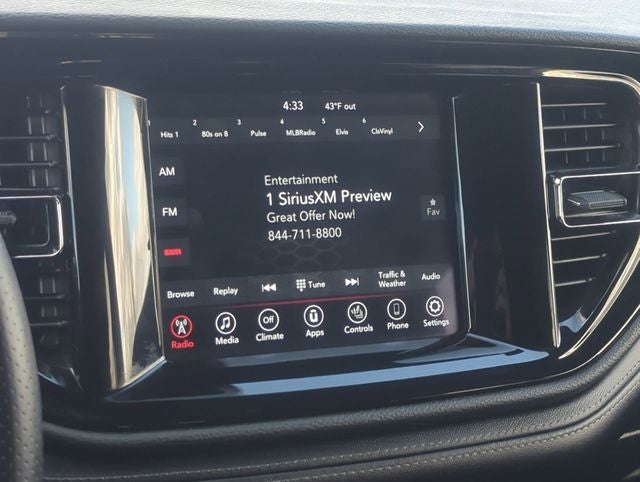 4:33 43°F out
1 Hits 1 2 80s on 8 3 Pulse 4 MLBRadio 5 Elvis 6 ClsVinyl
AM
FM
sxm
Entertainment
1 SiriusXM Preview
Great Offer Now!
844-711-8800
Fav
Browse Replay Tune Traffic & Weather Audio
Off
Radio Media Climate Apps Controls Phone Settings